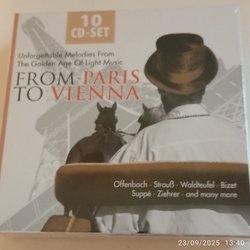 10
CD-SET
Unforgettable Melodies From
The Golden Age Of Light Music
FROM PARIS
TO VIENNA
Offenbach · Strauß · Waldteufel · Bizet
Suppé · Ziehrer · and many more
23/09/2025 13:40